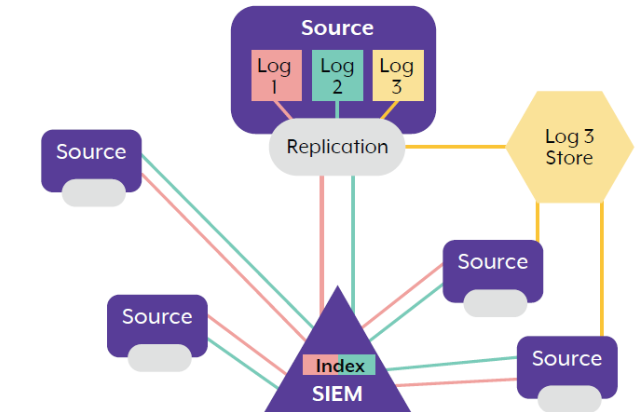 Source
Log
1
Log
2
Log
3
Replication
Log 3
Store
Source
Source
Source
Source
Index
SIEM